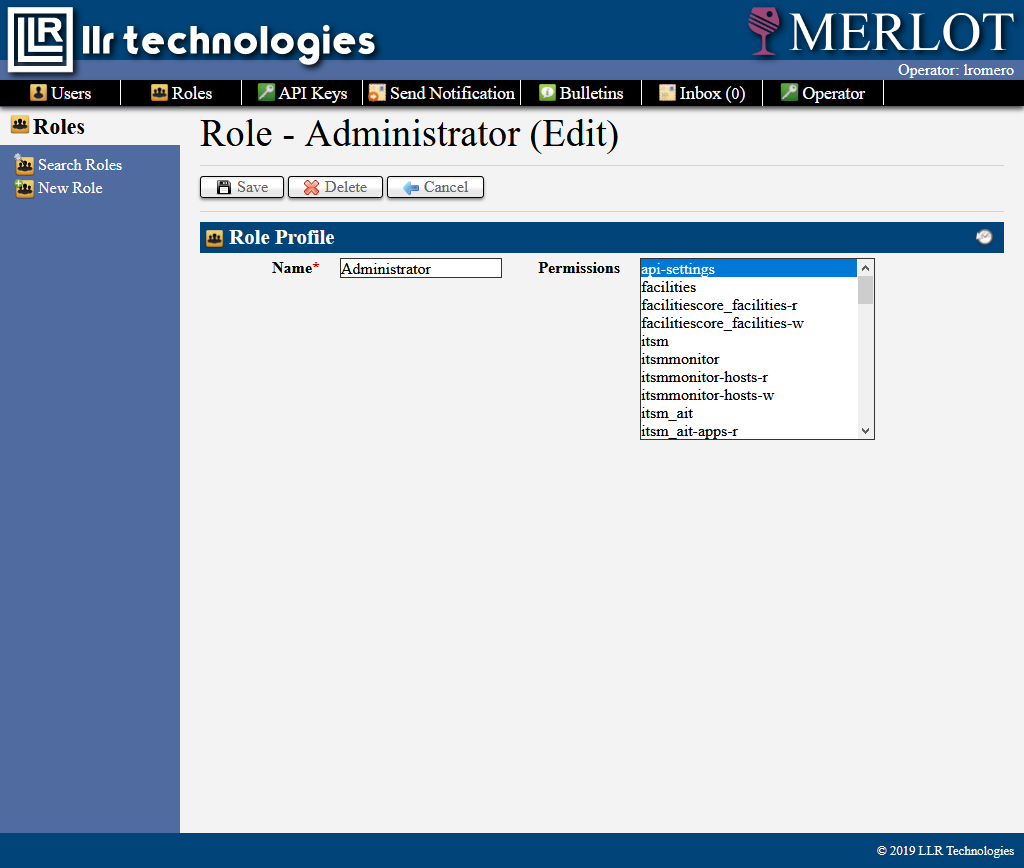 LLR llr technologies
MERLOT
Operator: lromero
Users Roles API Keys Send Notification Bulletins Inbox (0) Operator
Roles
Search Roles
New Role
Role - Administrator (Edit)
Save Delete Cancel
Role Profile
Name* Administrator Permissions
api-settings
facilities
facilitiescore_facilities-r
facilitiescore_facilities-w
itsm
itsmmonitor
itsmmonitor-hosts-r
itsmmonitor-hosts-w
itsm_ait
itsm_ait-apps-r
© 2019 LLR Technologies